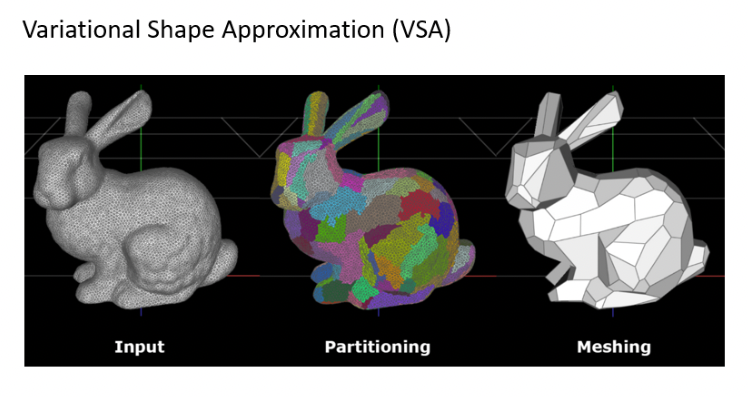 Variational Shape Approximation (VSA)
Input
Partitioning
Meshing